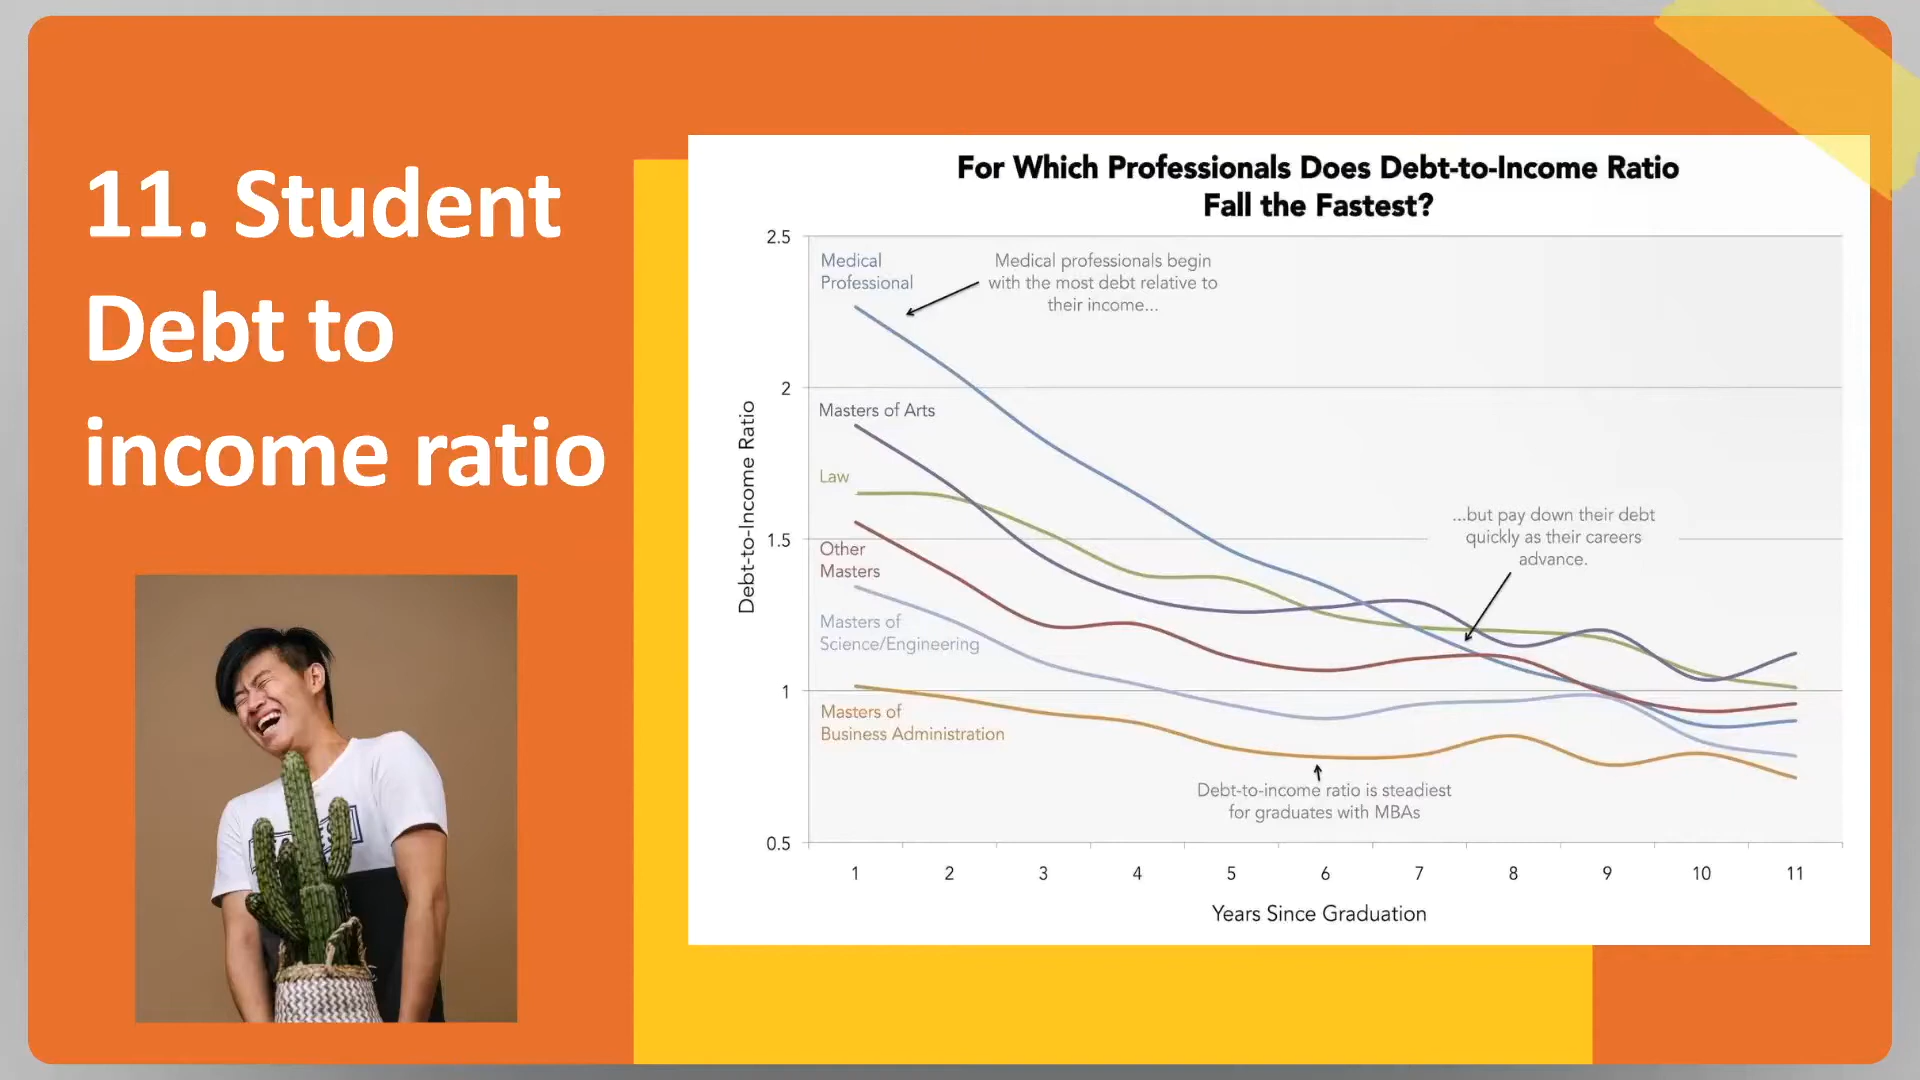 11. Student
Debt to
income ratio
For Which Professionals Does Debt-to-Income Ratio
Fall the Fastest?
Debt-to-Income Ratio
2.5
2
1.5
1
0.5
Medical
Professional
Medical professionals begin
with the most debt relative to
their income...
Masters of Arts
Law
Other
Masters
Masters of
Science/Engineering
Masters of
Business Administration
...but pay down their debt
quickly as their careers
advance.
Debt-to-income ratio is steadiest
for graduates with MBAs
1 2 3 4 5 6 7 8 9 10 11
Years Since Graduation